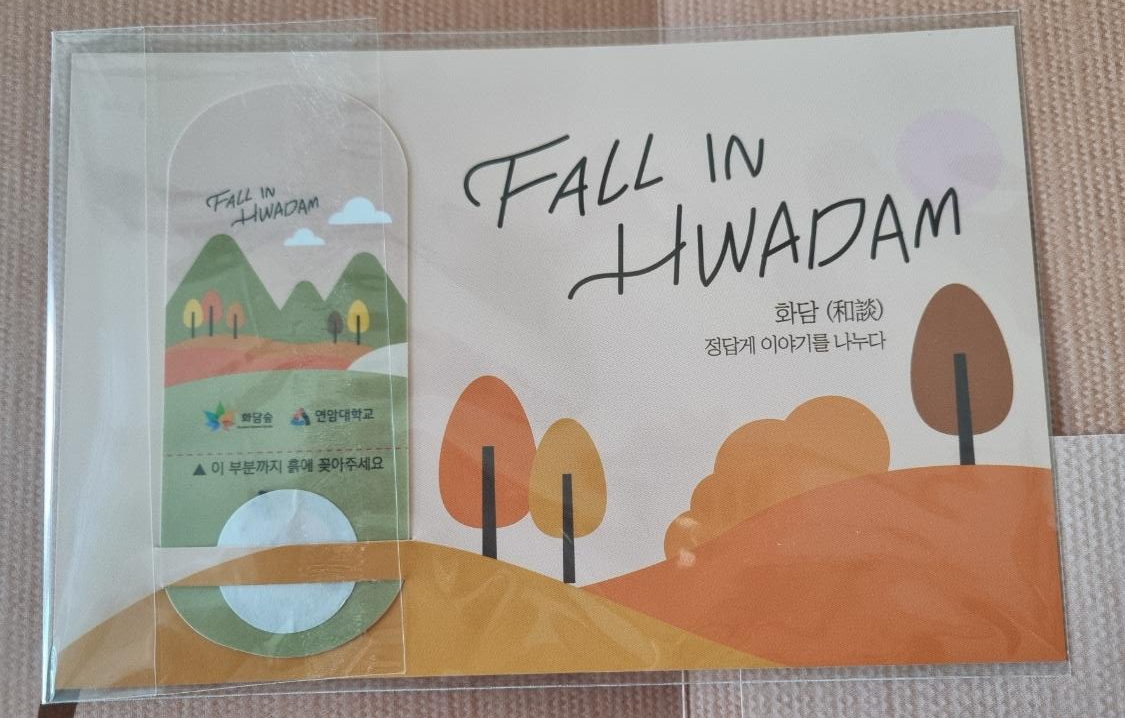 FALL IN
HWADAM
화담숲
연암대학교
▲ 이 부분까지 흙에 꽂아주세요
FALL IN
HWADAM
화담 (和談)
정답게 이야기를 나누다